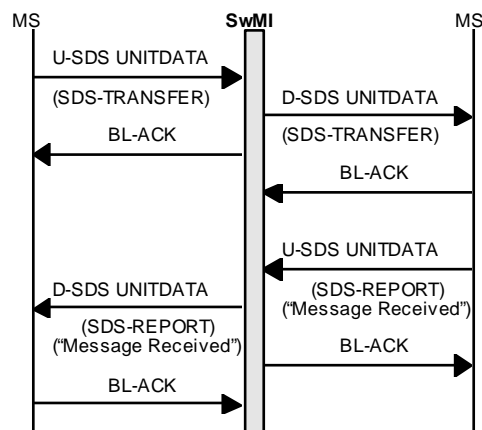 MS SwMI MS
U-SDS UNITDATA
(SDS-TRANSFER)
D-SDS UNITDATA
(SDS-TRANSFER)
BL-ACK
BL-ACK
U-SDS UNITDATA
(SDS-REPORT)
(“Message Received”)
D-SDS UNITDATA
(SDS-REPORT)
(“Message Received”)
BL-ACK
BL-ACK